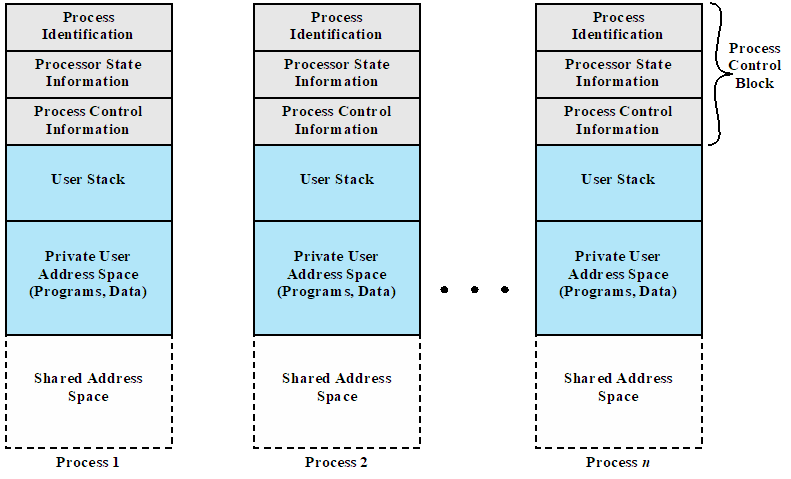 Process
Identification
Processor State
Information
Process Control
Information
User Stack
Private User
Address Space
(Programs, Data)
Shared Address
Space
Process 1
Process
Identification
Processor State
Information
Process Control
Information
User Stack
Private User
Address Space
(Programs, Data)
Shared Address
Space
Process 2
Process
Identification
Processor State
Information
Process Control
Information
User Stack
Private User
Address Space
(Programs, Data)
Shared Address
Space
Process n
Process
Control
Block